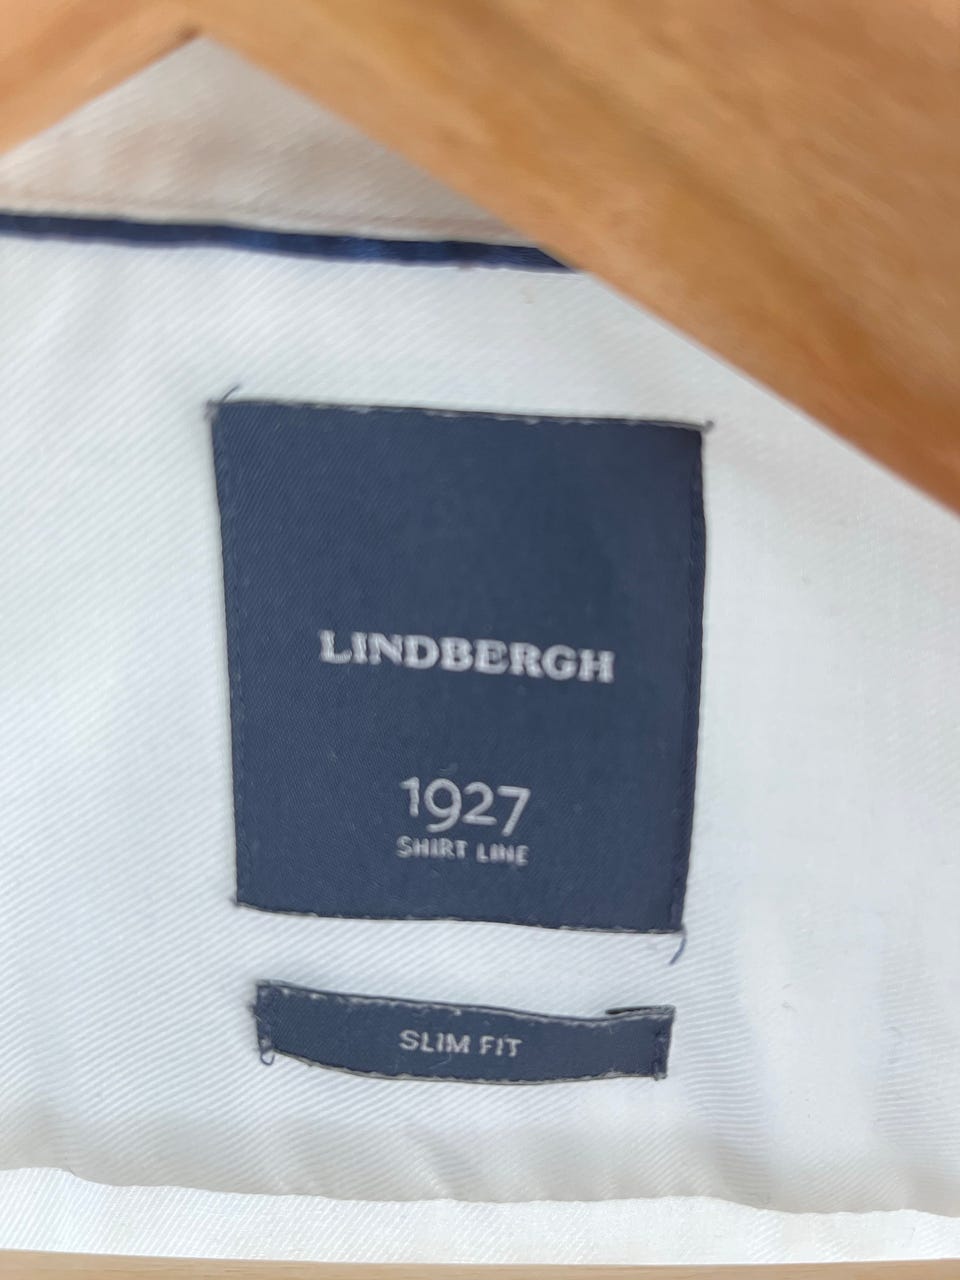 LINDBERGH
1927
SHIRT LINE
SLIM FIT